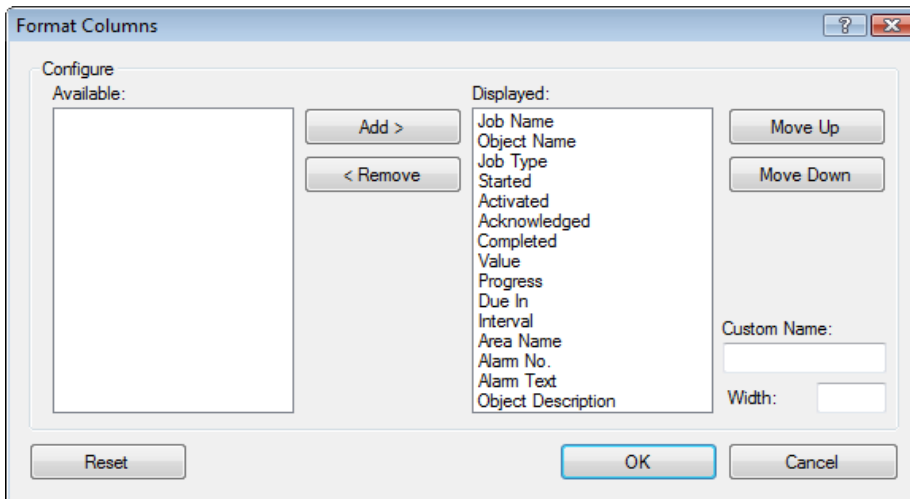 Format Columns
?
Configure
Available:
Displayed:
Add >
< Remove
Job Name
Object Name
Job Type
Started
Activated
Acknowledged
Completed
Value
Progress
Due In
Interval
Area Name
Alarm No.
Alarm Text
Object Description
Move Up
Move Down
Custom Name:
Width:
Reset
OK
Cancel